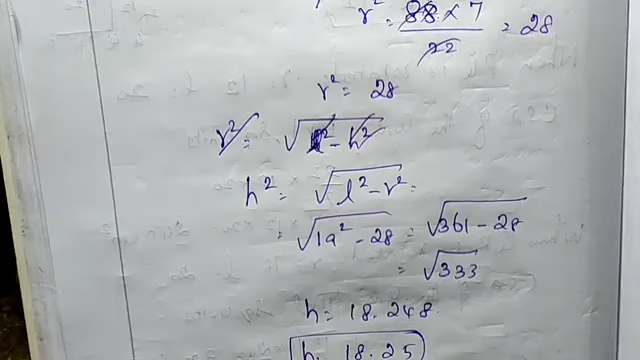 r² = 88 × 7 / 22 = 28
r² = 28
r² = √l² - h²
h² = √l² - r² =
= √19² - 28 = √361 - 28
= √333
h = 18.248
h = 18.25